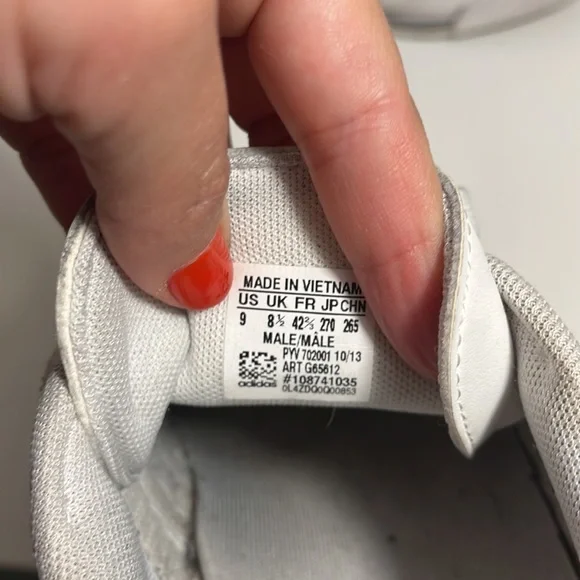 MADE IN VIETNAM
US UK FR JP CHN
9 8½ 42⅔ 270 265
MALE/MÂLE
PYV 702001 10/13
ART G65612
#108741035
adidas 0L4ZDQ0Q00853